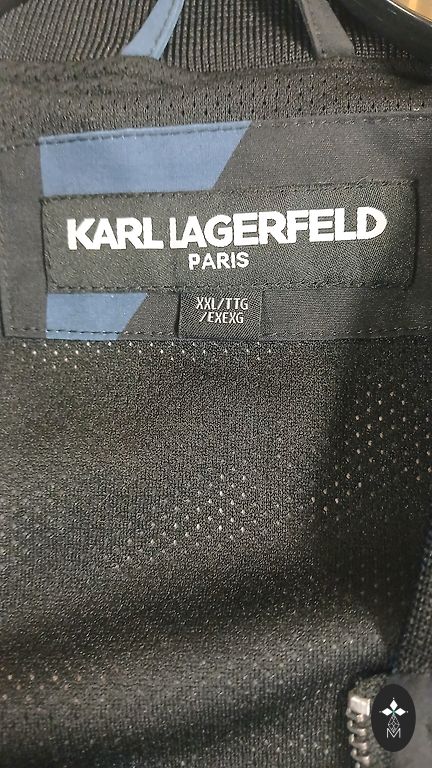 KARL LAGERFELD
PARIS
XXL/TTG
/EXEXG
M